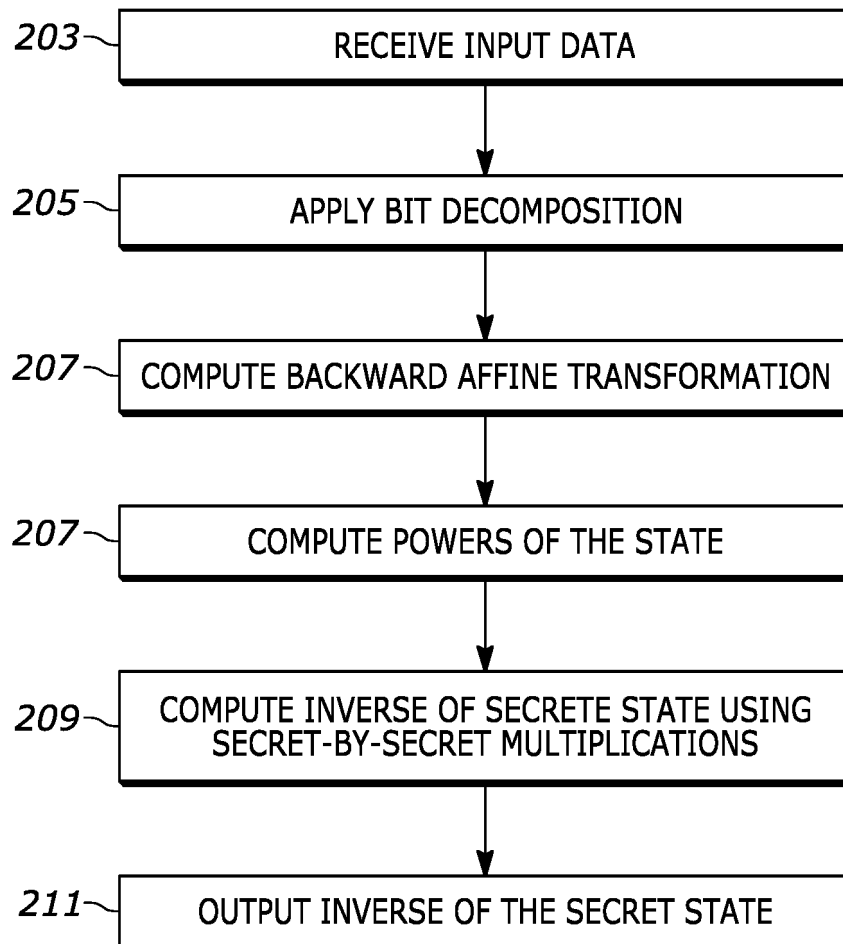 203
RECEIVE INPUT DATA
205
APPLY BIT DECOMPOSITION
207
COMPUTE BACKWARD AFFINE TRANSFORMATION
207
COMPUTE POWERS OF THE STATE
209
COMPUTE INVERSE OF SECRETE STATE USING
SECRET-BY-SECRET MULTIPLICATIONS
211
OUTPUT INVERSE OF THE SECRET STATE